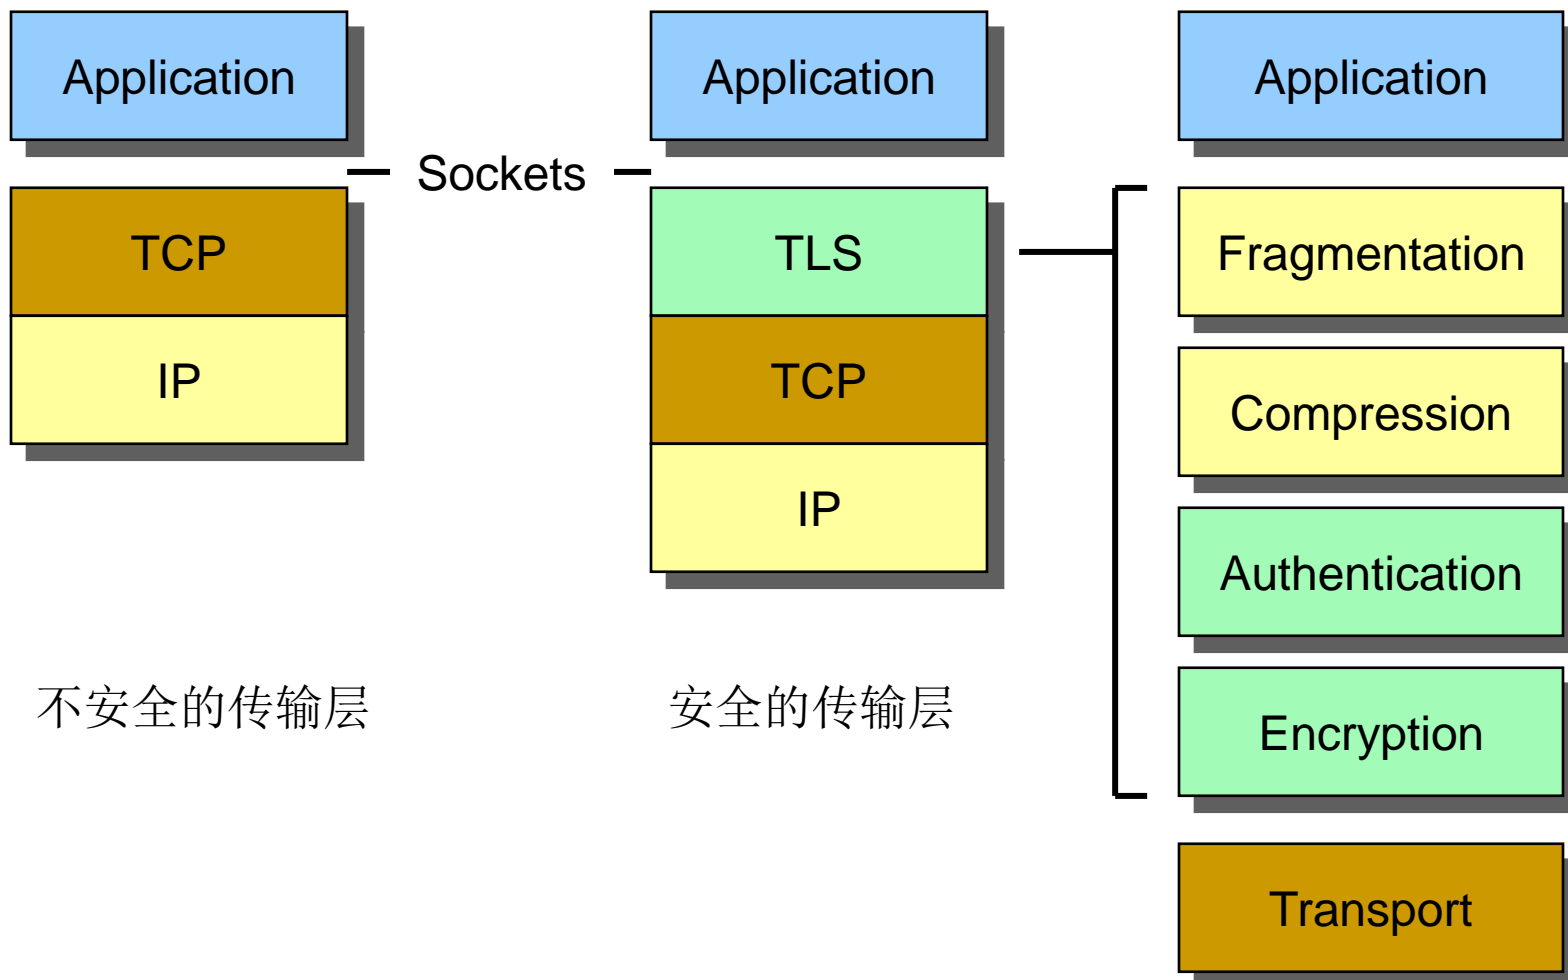 Application
Sockets
TCP
IP
不安全的传输层
Application
TLS
TCP
IP
安全的传输层
Application
Fragmentation
Compression
Authentication
Encryption
Transport